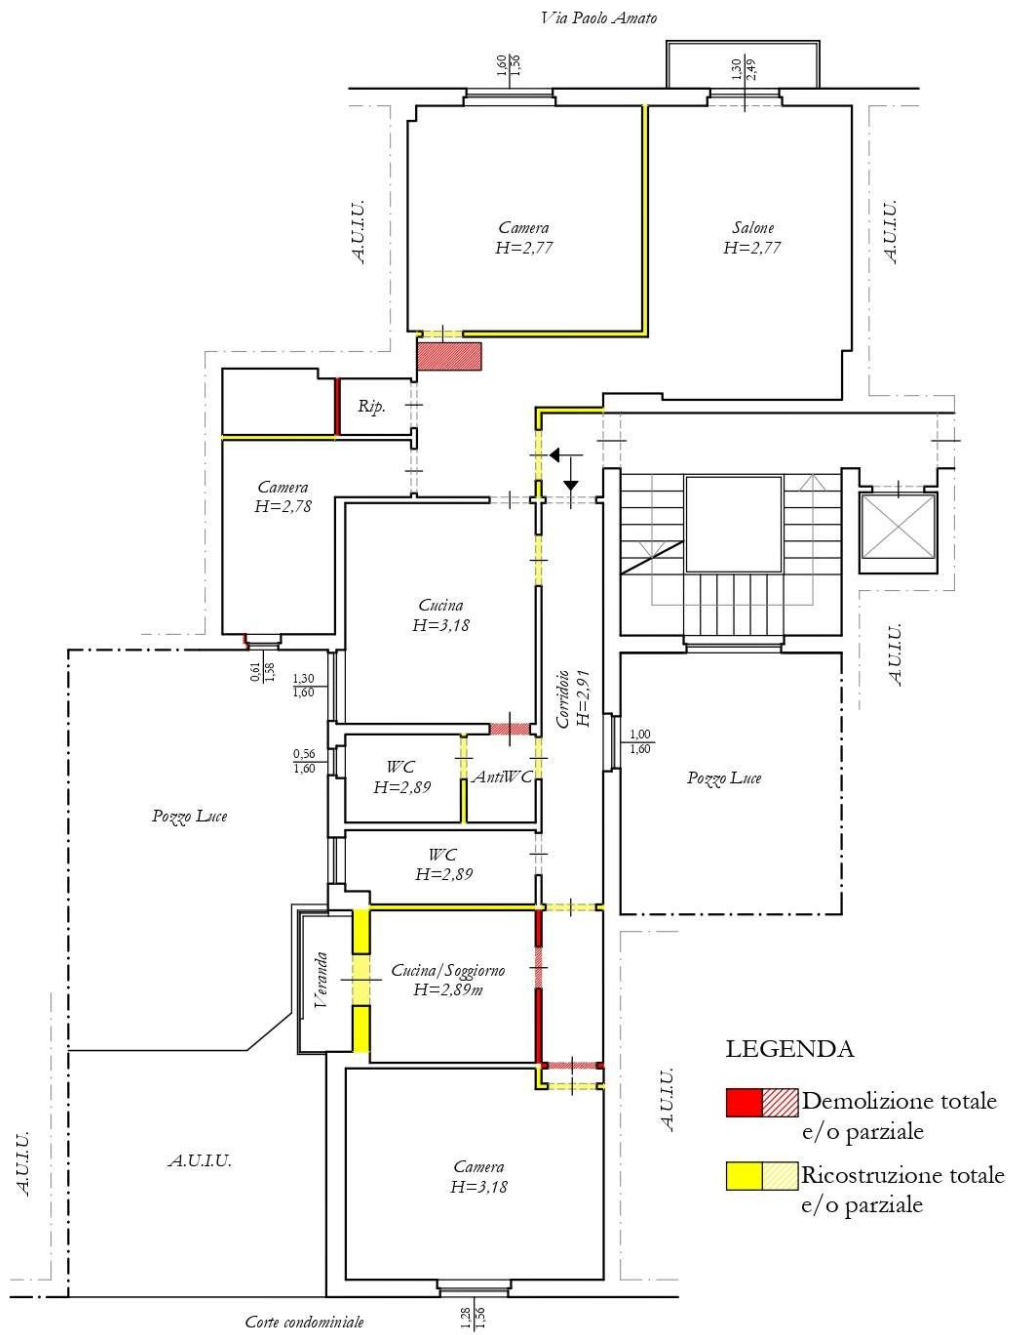 Via Paolo Amato
1,60
1,56
1,30
2,49
A.U.I.U.
Camera
H=2,77
Salone
H=2,77
A.U.I.U.
Rip.
Camera
H=2,78
Cucina
H=3,18
A.U.I.U.
0,61
1,58
1,30
1,60
Corridoio
H=2,91
1,00
1,60
0,56
1,60
WC
H=2,89
AntiWC
Pozzo Luce
Pozzo Luce
WC
H=2,89
Veranda
Cucina/Soggiorno
H=2,89m
LEGENDA
Demolizione totale
e/o parziale
A.U.I.U.
A.U.I.U.
A.U.I.U.
Camera
H=3,18
Ricostruzione totale
e/o parziale
Corte condominiale
1,28
1,56